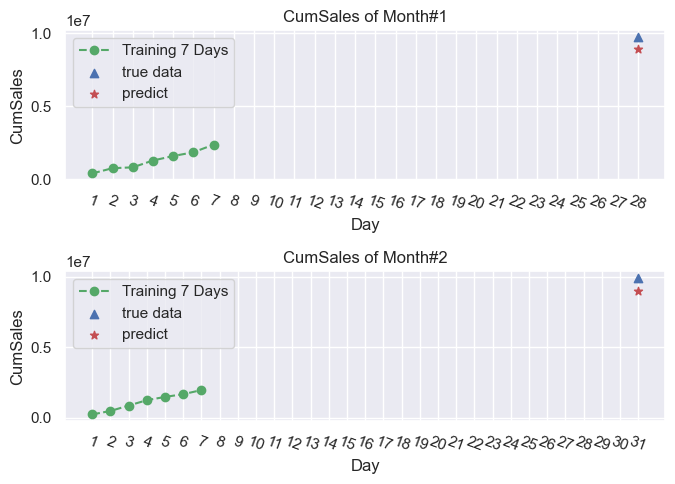 CumSales of Month#1
1e7
1.0
0.5
0.0
CumSales
Training 7 Days
true data
predict
1 2 3 4 5 6 7 8 9 10 11 12 13 14 15 16 17 18 19 20 21 22 23 24 25 26 27 28
Day
CumSales of Month#2
1e7
1.0
0.5
0.0
CumSales
Training 7 Days
true data
predict
1 2 3 4 5 6 7 8 9 10 11 12 13 14 15 16 17 18 19 20 21 22 23 24 25 26 27 28 29 30 31
Day